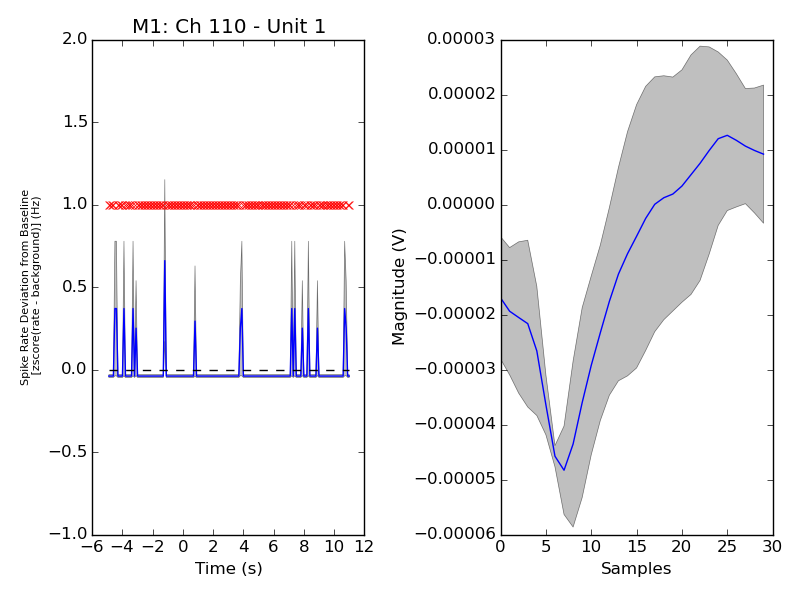 M1: Ch 110 - Unit 1
2.0
1.5
1.0
0.5
0.0
−0.5
−1.0
−6 −4 −2 0 2 4 6 8 10 12
Time (s)
Spike Rate Deviation from Baseline
[zscore(rate - background)] (Hz)
0.00003
0.00002
0.00001
0.00000
−0.00001
−0.00002
−0.00003
−0.00004
−0.00005
−0.00006
0 5 10 15 20 25 30
Samples
Magnitude (V)